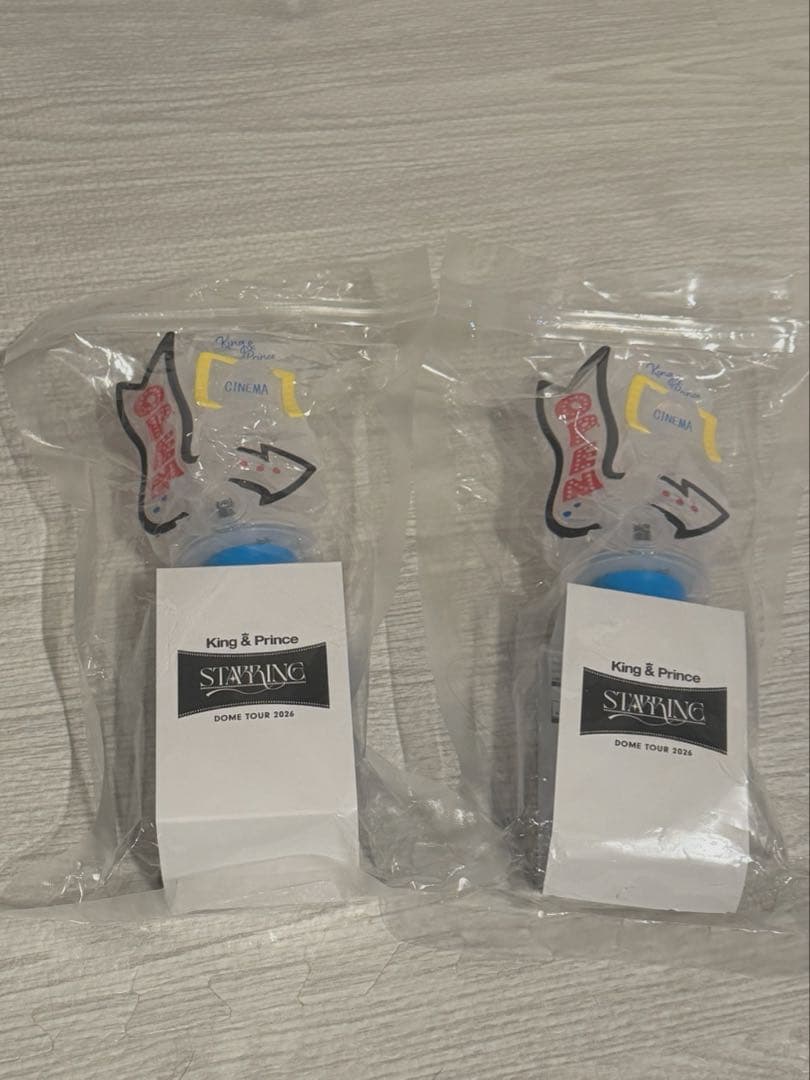 King &
Prince
CINEMA
OPEN
King & Prince
STARRING
DOME TOUR 2026
King &
Prince
CINEMA
OPEN
King & Prince
STARRING
DOME TOUR 2026